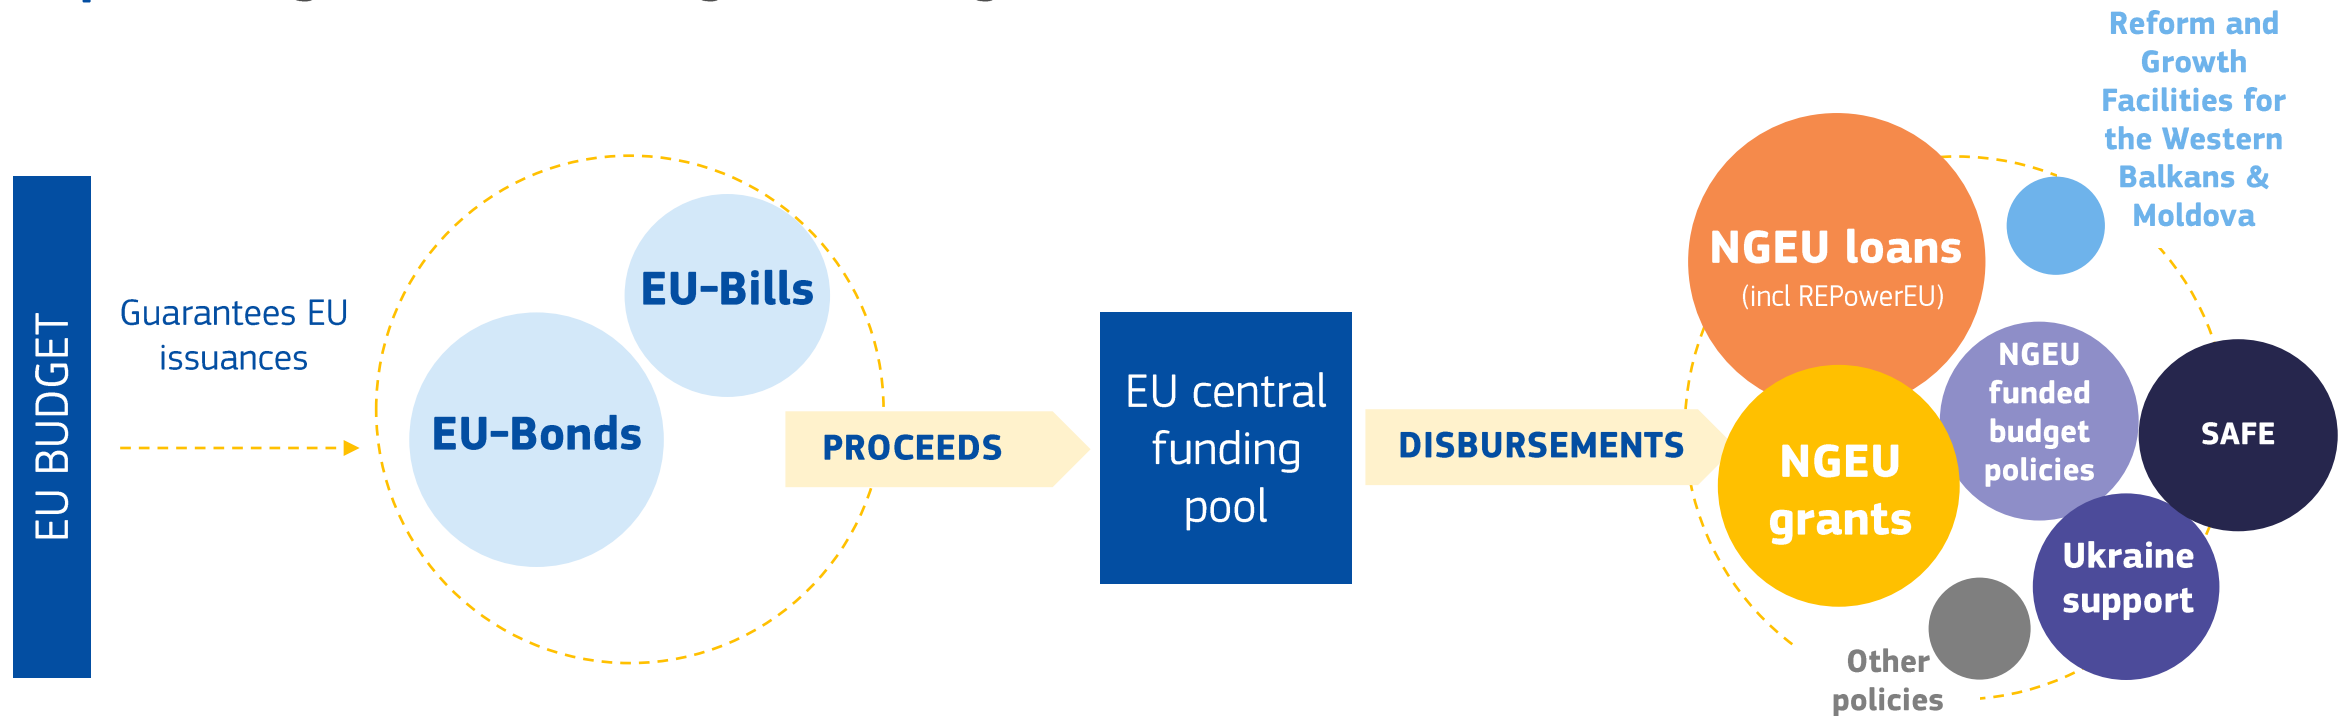 EU BUDGET
Guarantees EU
issuances
EU-Bills
EU-Bonds
PROCEEDS
EU central
funding
pool
DISBURSEMENTS
NGEU loans
(incl REPowerEU)
NGEU
grants
NGEU
funded
budget
policies
SAFE
Ukraine
support
Reform and
Growth
Facilities for
the Western
Balkans &
Moldova
Other
policies